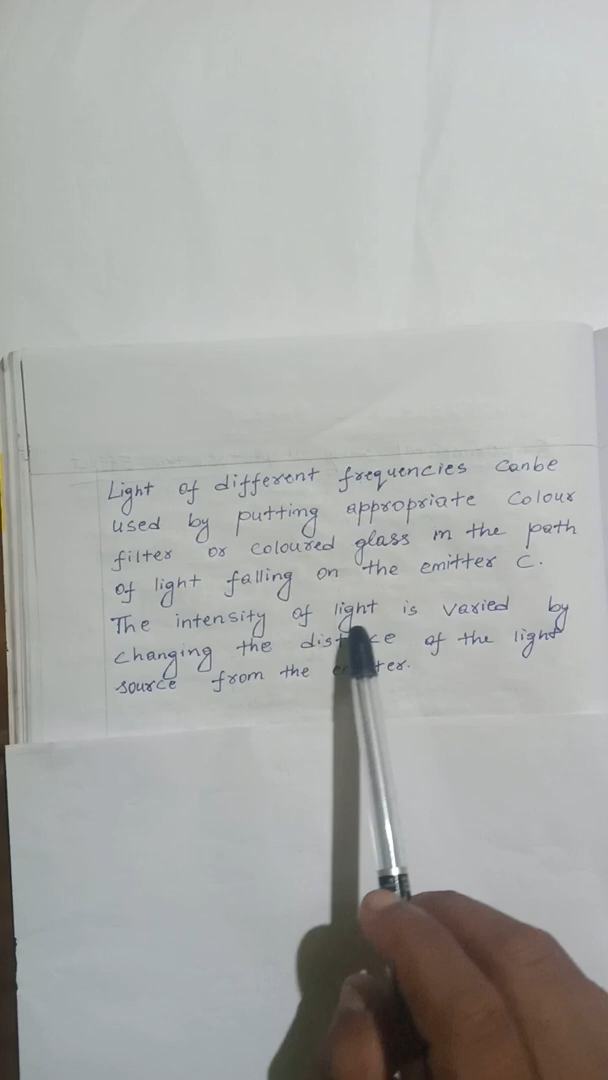 Light of different frequencies canbe
used by putting appropriate colour
filter or coloured glass in the path
of light falling on the emitter C.
The intensity of light is varied by
changing the of the light
source from the